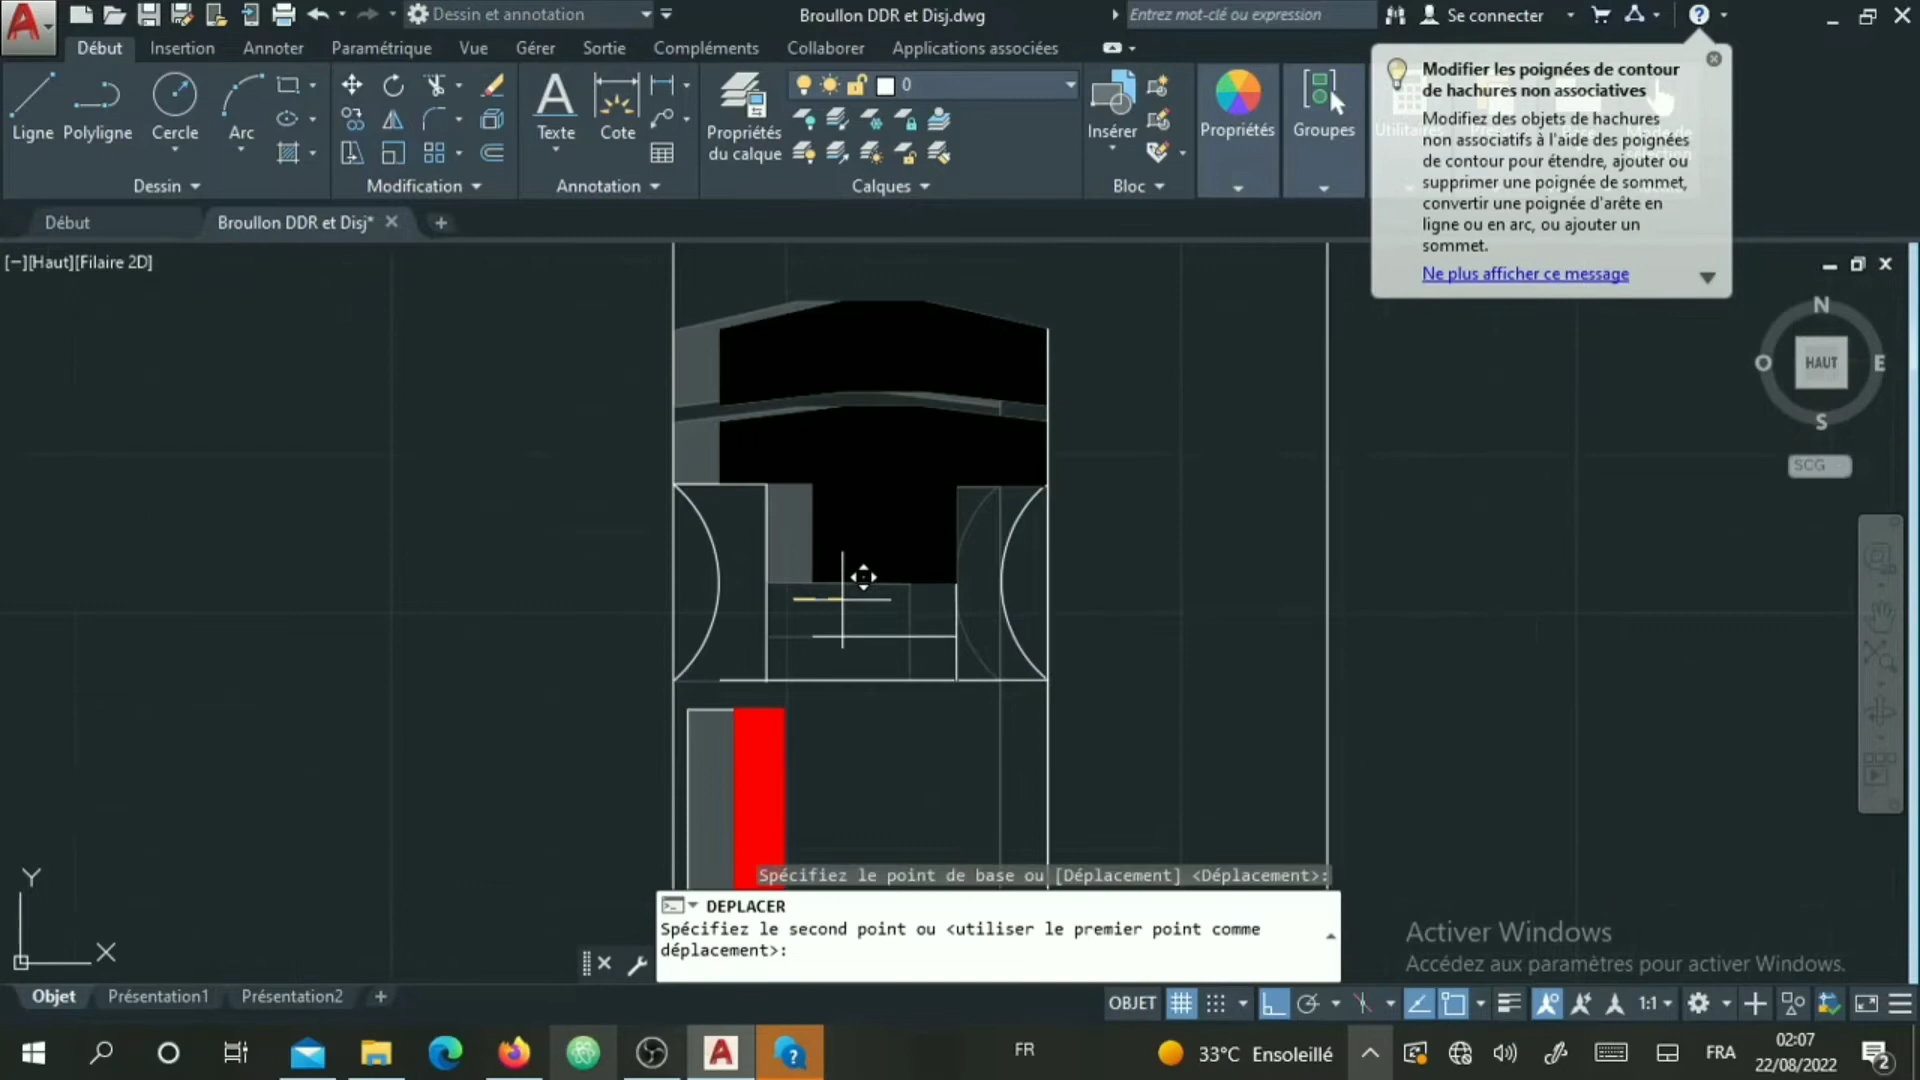 Dessin et annotation
Broullon DDR et Disj.dwg
Entrez mot-clé ou expression
Se connecter
Début
Insertion
Annoter
Paramétrique
Vue
Gérer
Sortie
Compléments
Collaborer
Applications associées
Ligne
Polyligne
Cercle
Arc
Texte
Cote
Propriétés
du calque
0
Insérer
Propriétés
Groupes
Dessin
Modification
Annotation
Calques
Bloc
Modifier les poignées de contour
de hachures non associatives
Modifiez des objets de hachures
non associatifs à l'aide des poignées
de contour pour étendre, ajouter ou
supprimer une poignée de sommet,
convertir une poignée d'arête en
ligne ou en arc, ou ajouter un
sommet.
Ne plus afficher ce message
Début
Broullon DDR et Disj*
[−][Haut][Filaire 2D]
N
O
HAUT
E
S
SCG
Y
X
Spécifiez le point de base ou [Déplacement] <Déplacement>:
DEPLACER
Spécifiez le second point ou <utiliser le premier point comme
déplacement>:
Activer Windows
Accédez aux paramètres pour activer Windows.
Objet
Présentation1
Présentation2
OBJET
1:1
FR
33°C Ensoleillé
FRA
02:07
22/08/2022
2